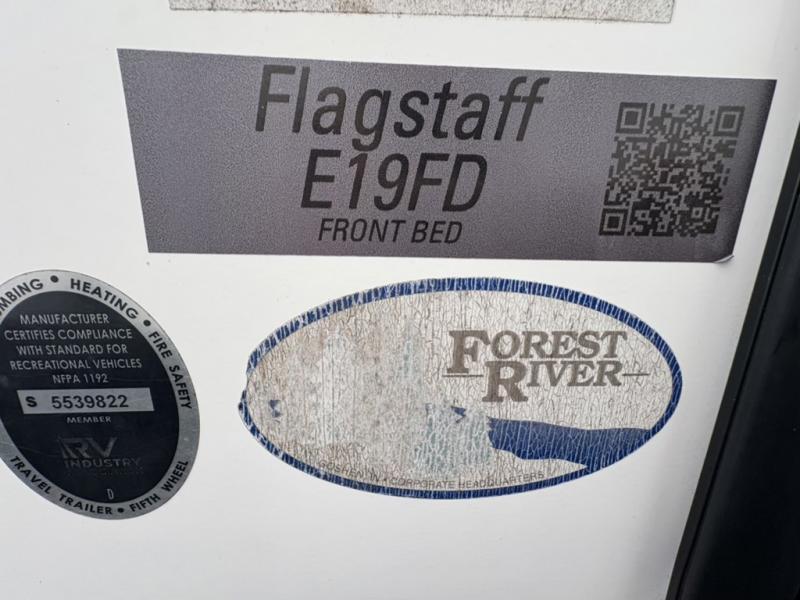 Flagstaff
E19FD
FRONT BED
HEATING • FIRE SAFETY
MANUFACTURER
CERTIFIES COMPLIANCE
WITH STANDARD FOR
RECREATIONAL VEHICLES
NFPA 1192
S 5539822
MEMBER
RV
INDUSTRY
D
TRAVEL TRAILER • FIFTH WHEEL
FOREST
RIVER
CORPORATE HEADQUARTERS